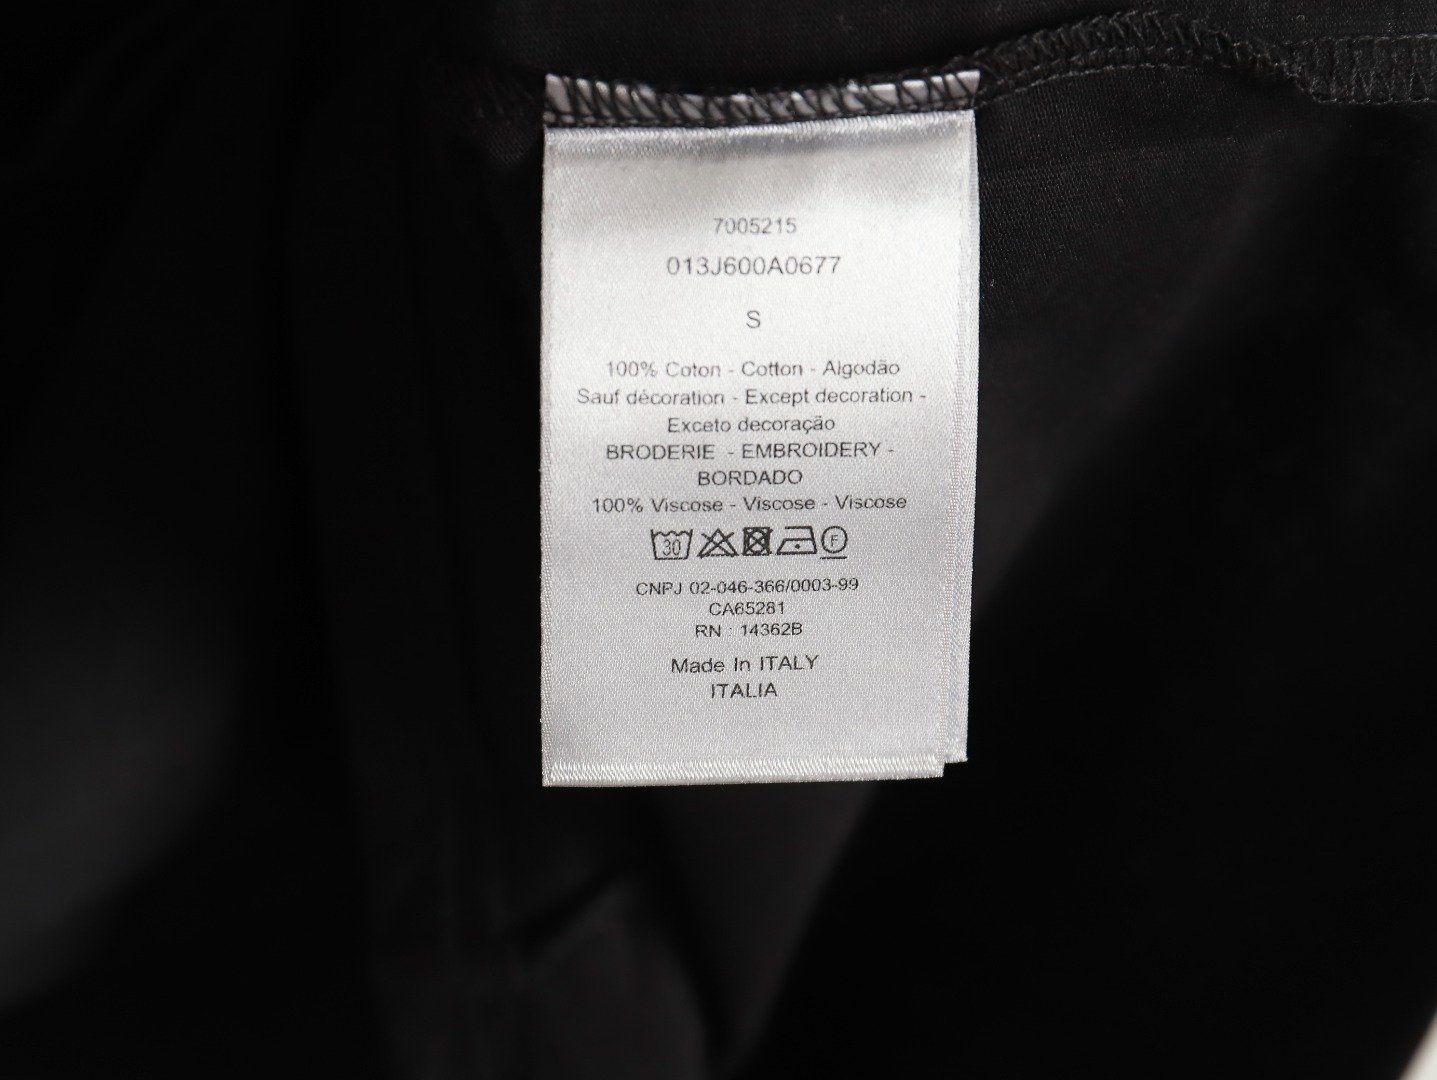 7005215
013J600A0677
S
100% Coton - Cotton - Algodão
Sauf décoration - Except decoration -
Exceto decoração
BRODERIE - EMBROIDERY -
BORDADO
100% Viscose - Viscose - Viscose
30 F
CNPJ 02-046-366/0003-99
CA65281
RN : 14362B
Made In ITALY
ITALIA